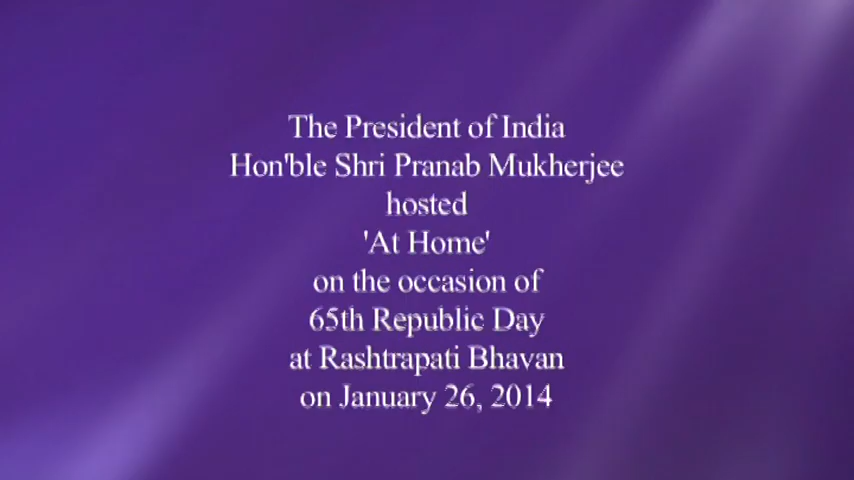 The President of India
Hon'ble Shri Pranab Mukherjee
hosted
'At Home'
on the occasion of
65th Republic Day
at Rashtrapati Bhavan
on January 26, 2014